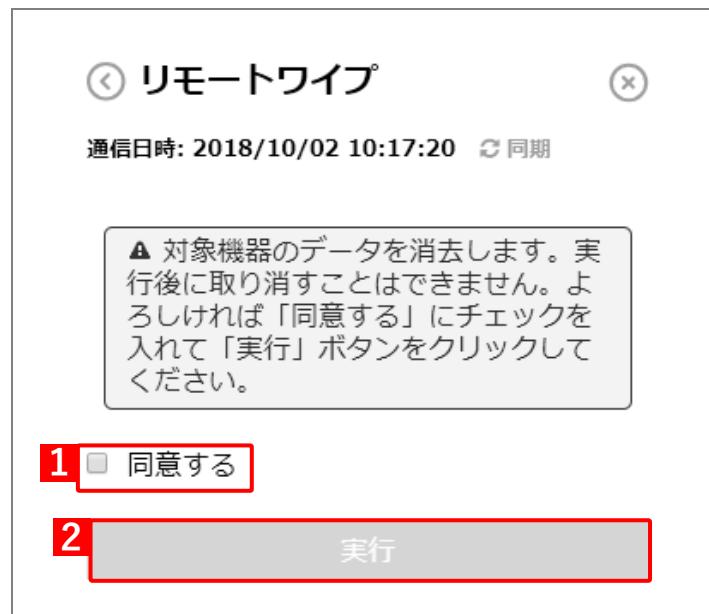 リモートワイプ
通信日時: 2018/10/02 10:17:20 同期
対象機器のデータを消去します。実
行後に取り消すことはできません。よ
ろしければ「同意する」にチェックを
入れて「実行」ボタンをクリックして
ください。
1 同意する
2 実行